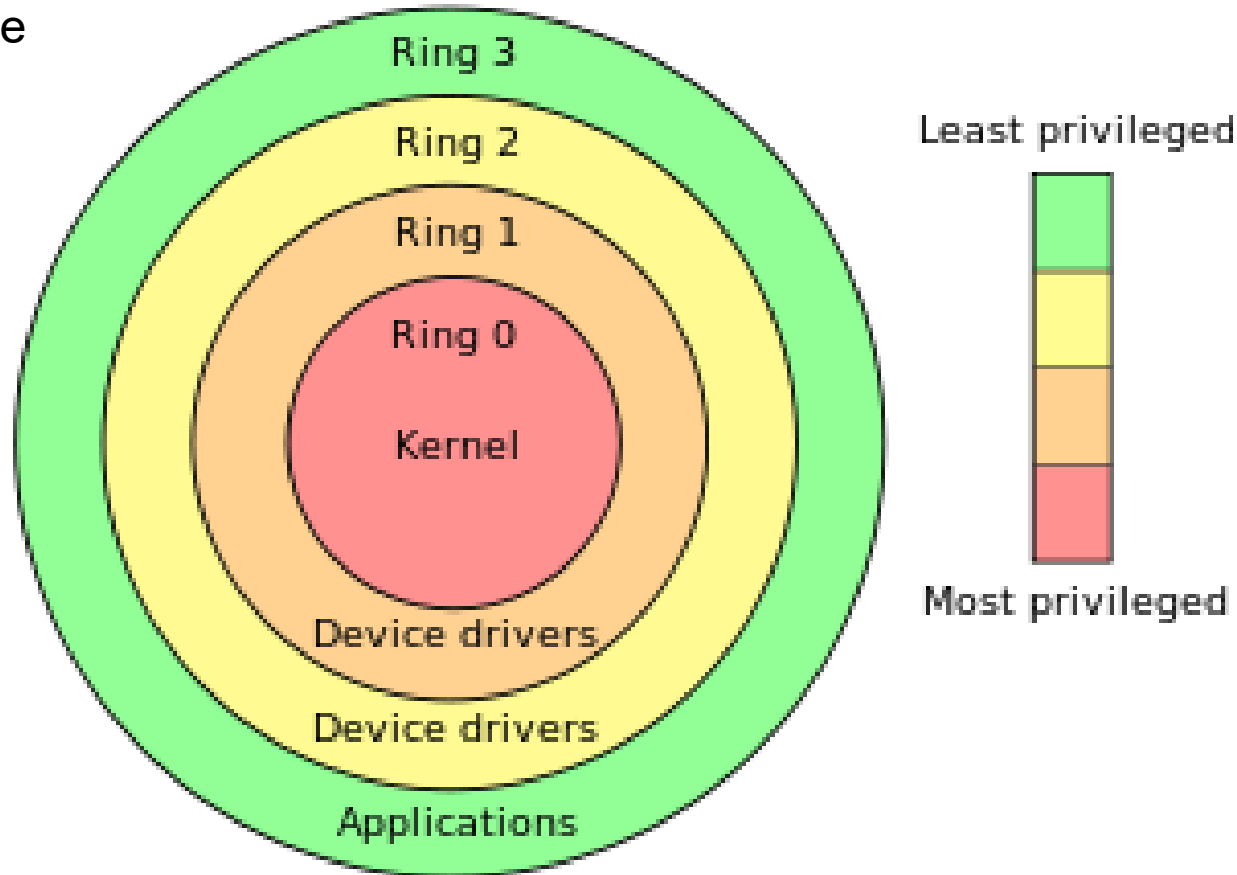 e
Ring 3
Ring 2
Ring 1
Ring 0
Kernel
Device drivers
Device drivers
Applications
Least privileged
Most privileged